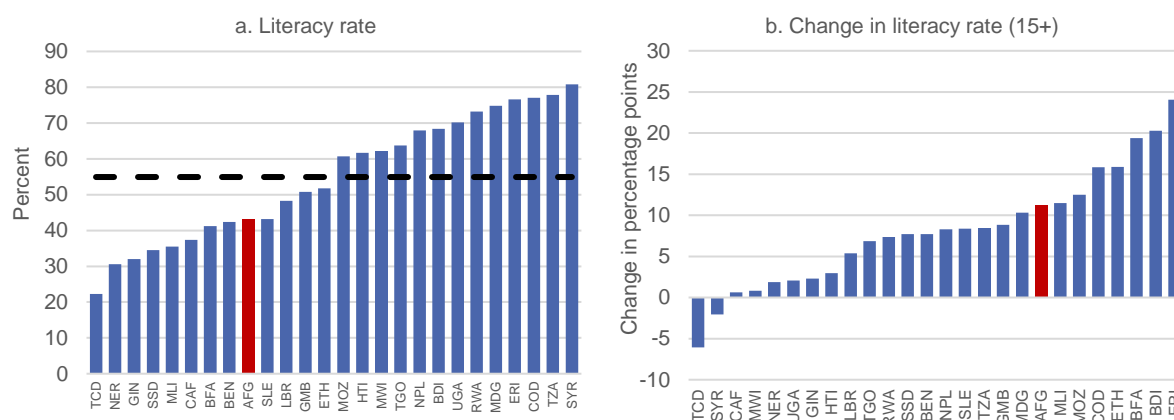 a. Literacy rate
Percent
90
80
70
60
50
40
30
20
10
0
TCD
NER
GIN
SSD
MLI
CAF
BFA
BEN
AFG
SLE
LBR
GMB
ETH
MOZ
HTI
MWI
TGO
NPL
BDI
UGA
RWA
MDG
ERI
COD
TZA
SYR
b. Change in literacy rate (15+)
Change in percentage points
30
25
20
15
10
5
0
-5
-10
TCD
SYR
CAF
MWI
NER
UGA
GIN
HTI
LBR
TGO
RWA
SSD
BEN
NPL
SLE
TZA
GMB
MDG
AFG
MLI
MOZ
COD
ETH
BFA
BDI